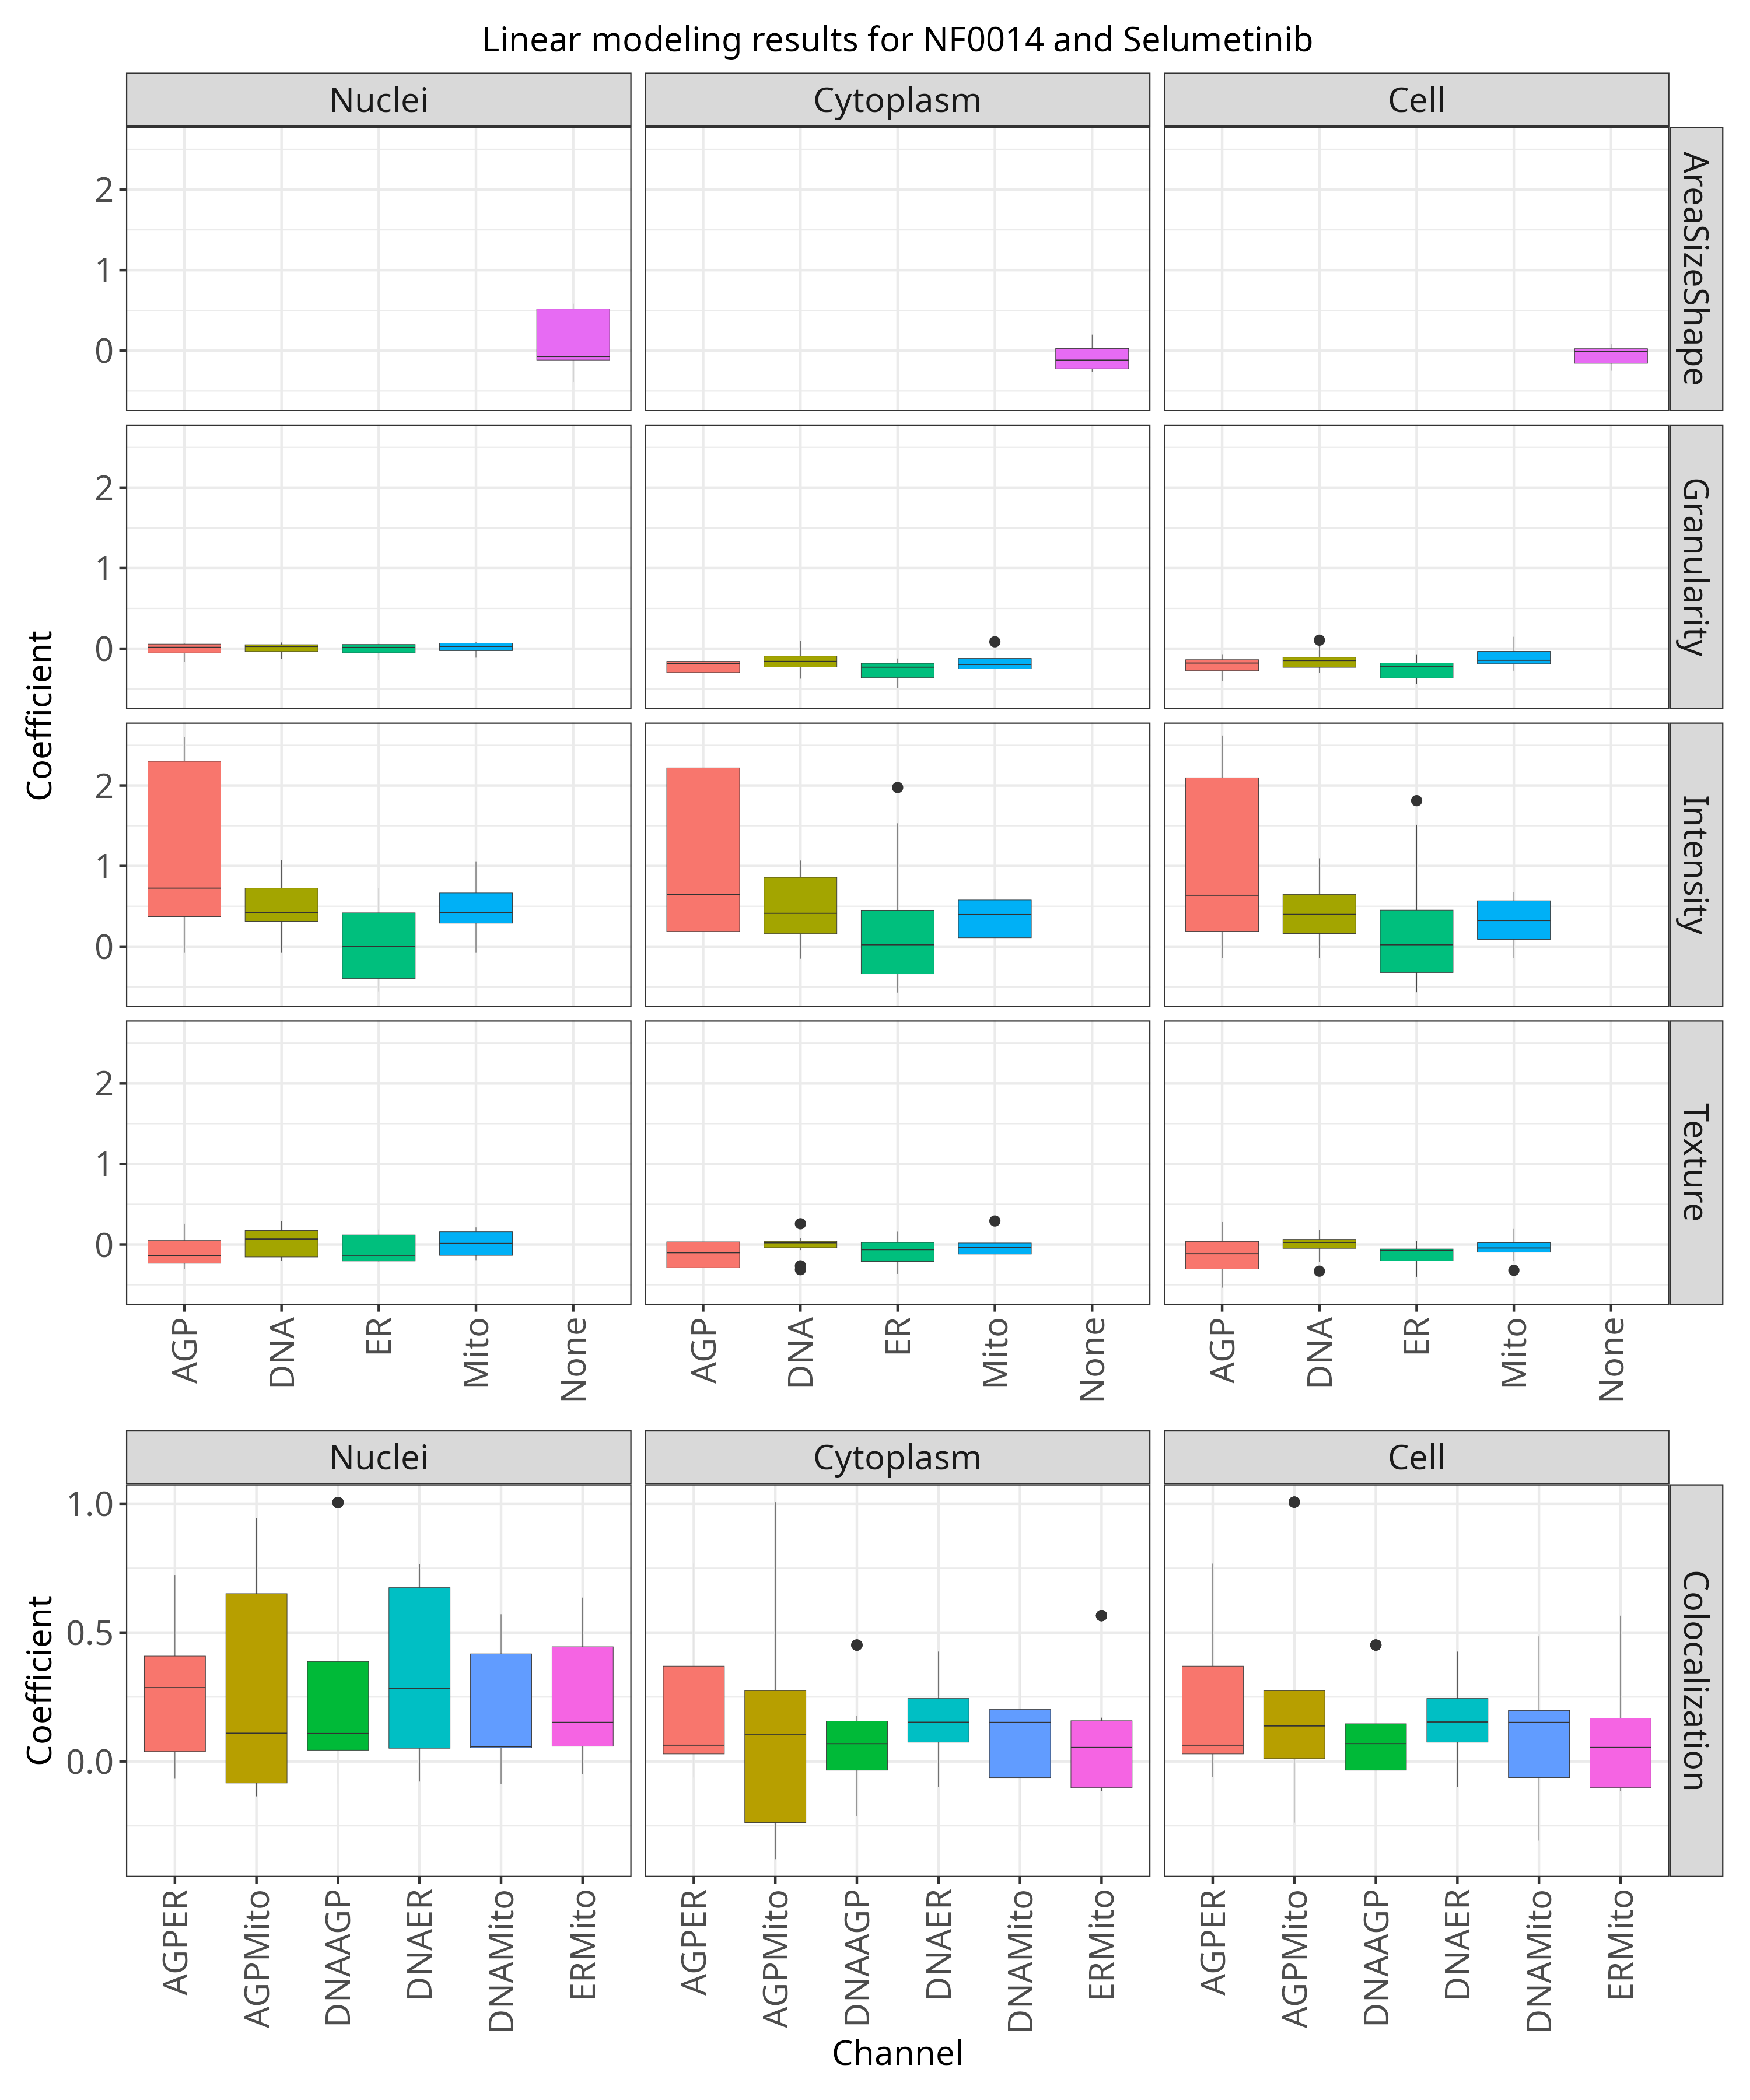 Linear modeling results for NF0014 and Selumetinib
Nuclei
Cytoplasm
Cell
2
1
0
AreaSizeShape
2
1
0
Granularity
Coefficient
2
1
0
Intensity
2
1
0
Texture
AGP
DNA
ER
Mito
None
AGP
DNA
ER
Mito
None
AGP
DNA
ER
Mito
None
Nuclei
Cytoplasm
Cell
Coefficient
1.0
0.5
0.0
Colocalization
AGPER
AGPMito
DNAAGP
DNAER
DNAMito
ERMito
AGPER
AGPMito
DNAAGP
DNAER
DNAMito
ERMito
AGPER
AGPMito
DNAAGP
DNAER
DNAMito
ERMito
Channel